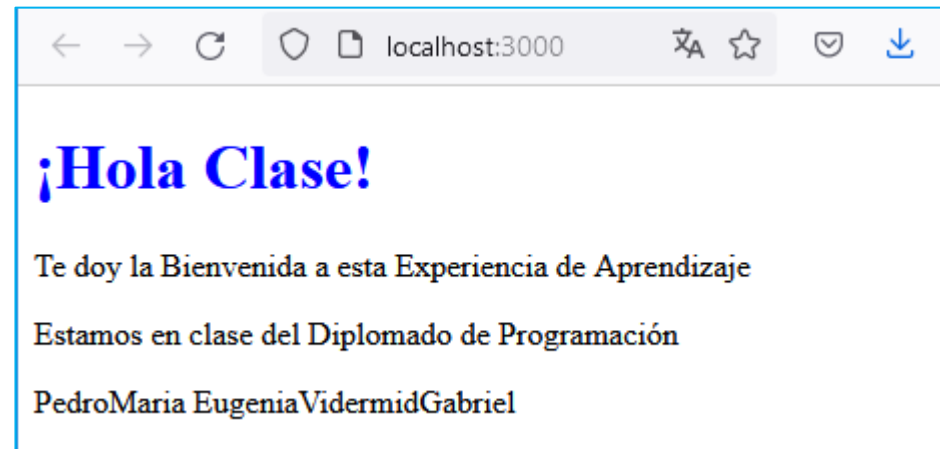 localhost:3000
¡Hola Clase!
Te doy la Bienvenida a esta Experiencia de Aprendizaje
Estamos en clase del Diplomado de Programación
PedroMaria EugeniaVidermidGabriel